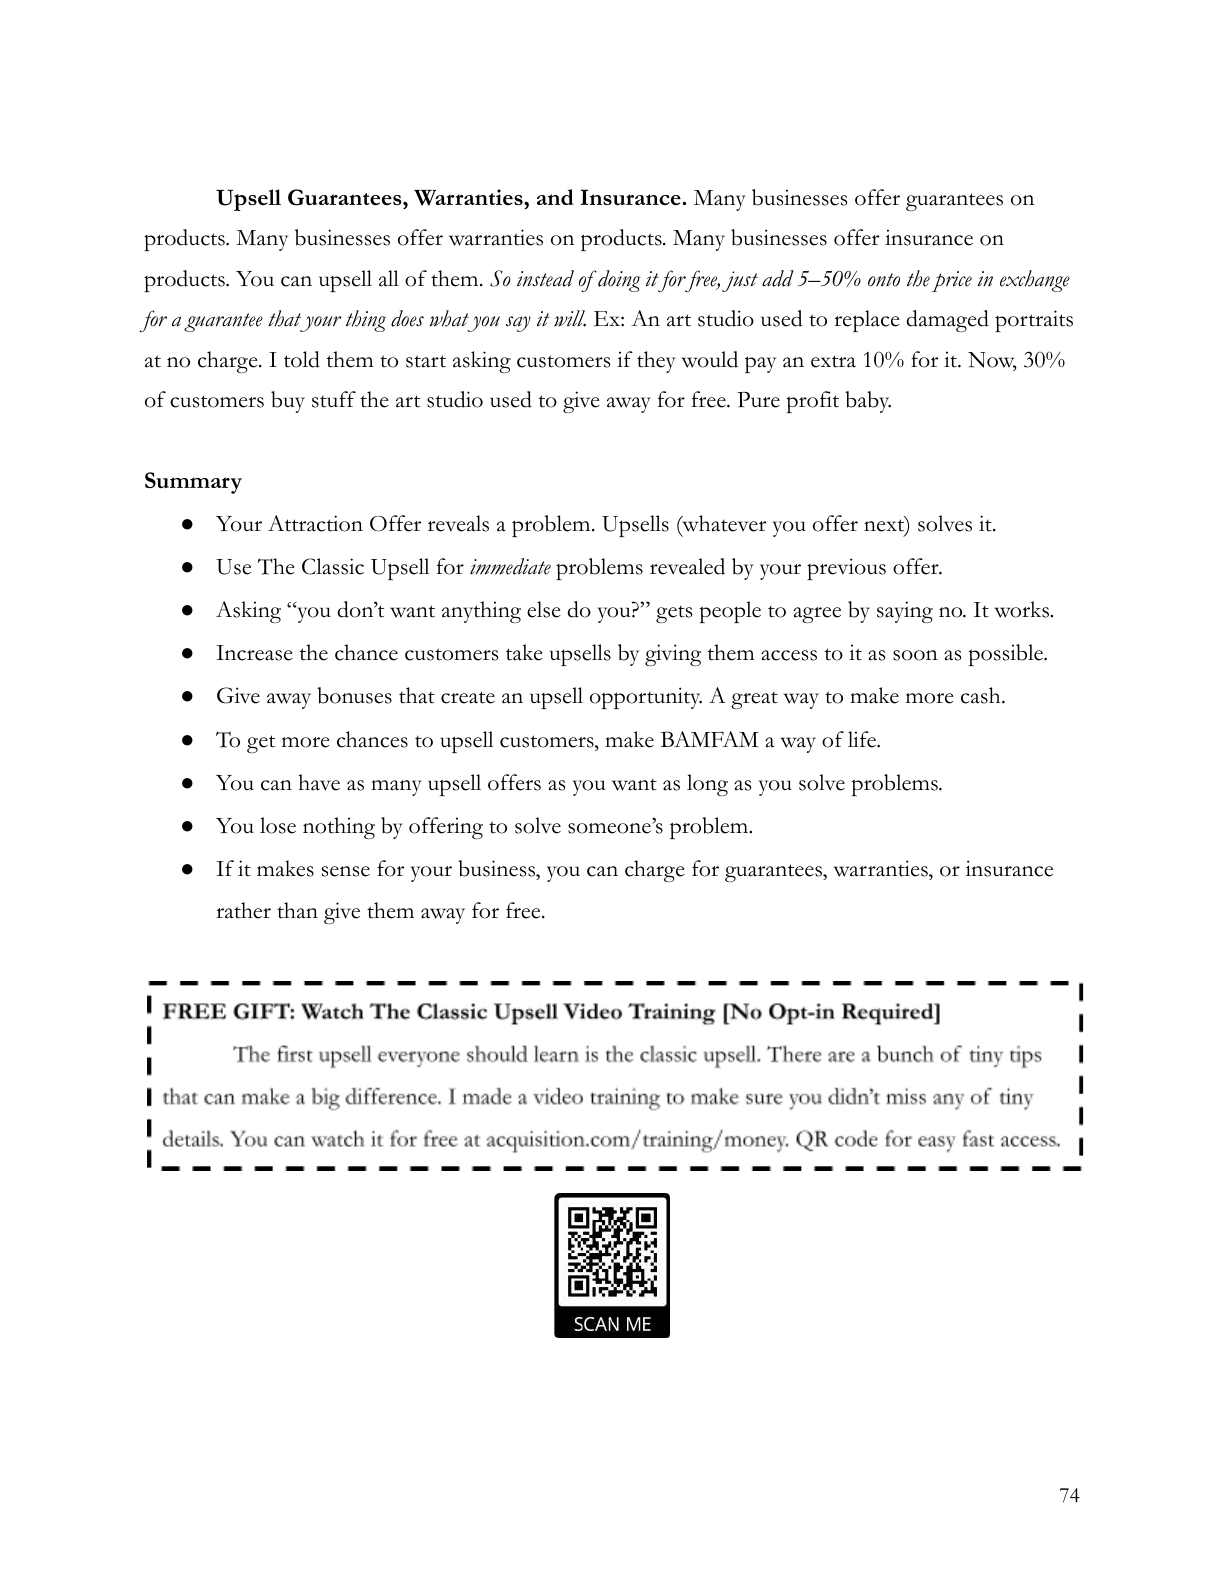 Upsell Guarantees, Warranties, and Insurance. Many businesses offer guarantees on
products. Many businesses offer warranties on products. Many businesses offer insurance on
products. You can upsell all of them. So instead of doing it for free, just add 5–50% onto the price in exchange
for a guarantee that your thing does what you say it will. Ex: An art studio used to replace damaged portraits
at no charge. I told them to start asking customers if they would pay an extra 10% for it. Now, 30%
of customers buy stuff the art studio used to give away for free. Pure profit baby.
Summary
● Your Attraction Offer reveals a problem. Upsells (whatever you offer next) solves it.
● Use The Classic Upsell for immediate problems revealed by your previous offer.
● Asking “you don’t want anything else do you?” gets people to agree by saying no. It works.
● Increase the chance customers take upsells by giving them access to it as soon as possible.
● Give away bonuses that create an upsell opportunity. A great way to make more cash.
● To get more chances to upsell customers, make BAMFAM a way of life.
● You can have as many upsell offers as you want as long as you solve problems.
● You lose nothing by offering to solve someone’s problem.
● If it makes sense for your business, you can charge for guarantees, warranties, or insurance
rather than give them away for free.
FREE GIFT: Watch The Classic Upsell Video Training [No Opt-in Required]
The first upsell everyone should learn is the classic upsell. There are a bunch of tiny tips
that can make a big difference. I made a video training to make sure you didn’t miss any of tiny
details. You can watch it for free at acquisition.com/training/money. QR code for easy fast access.
SCAN ME
74